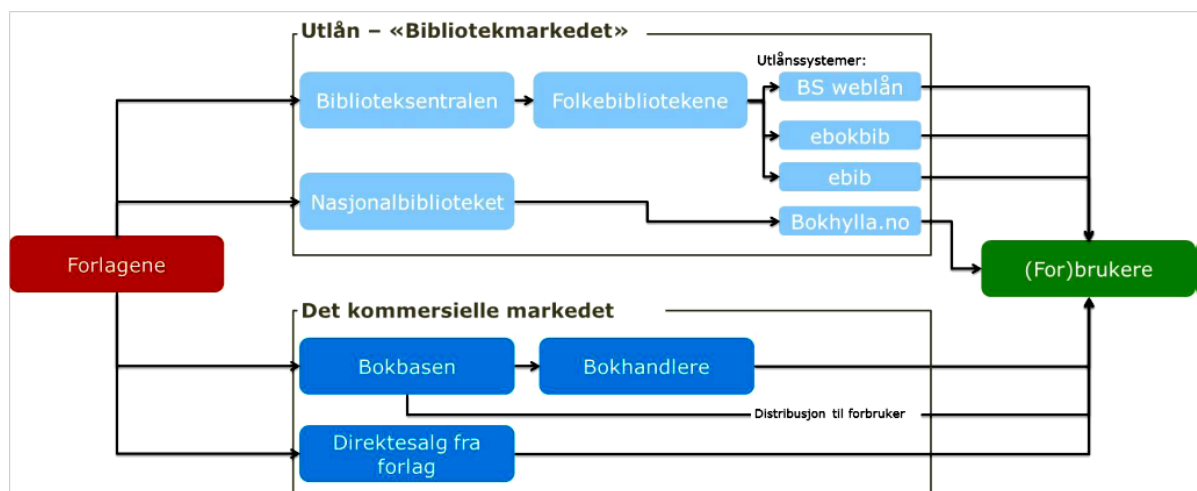 Utlån – «Bibliotekmarkedet»
Utlånssystemer:
Biblioteksentralen
Folkebibliotekene
BS weblån
ebokbib
ebib
Nasjonalbiblioteket
Bokhylla.no
Forlagene
(For)brukere
Det kommersielle markedet
Bokbasen
Bokhandlere
Distribusjon til forbruker
Direktesalg fra
forlag